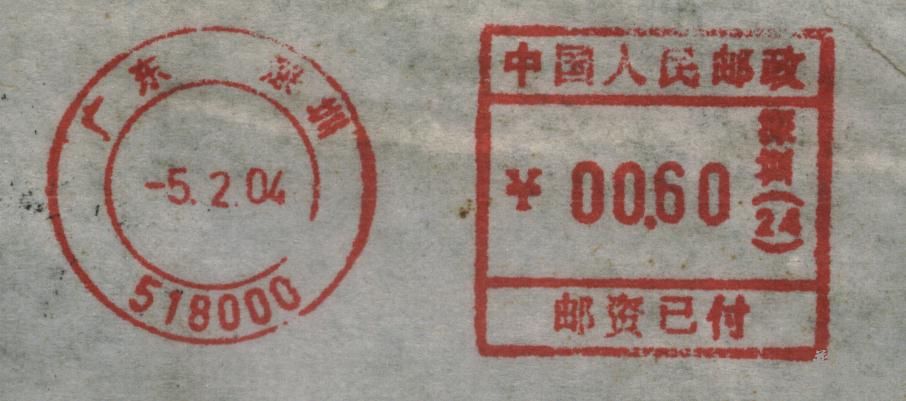 广东 深圳
-5.2.04
518000
中国人民邮政
¥ 00.60
深圳(24)
邮资已付